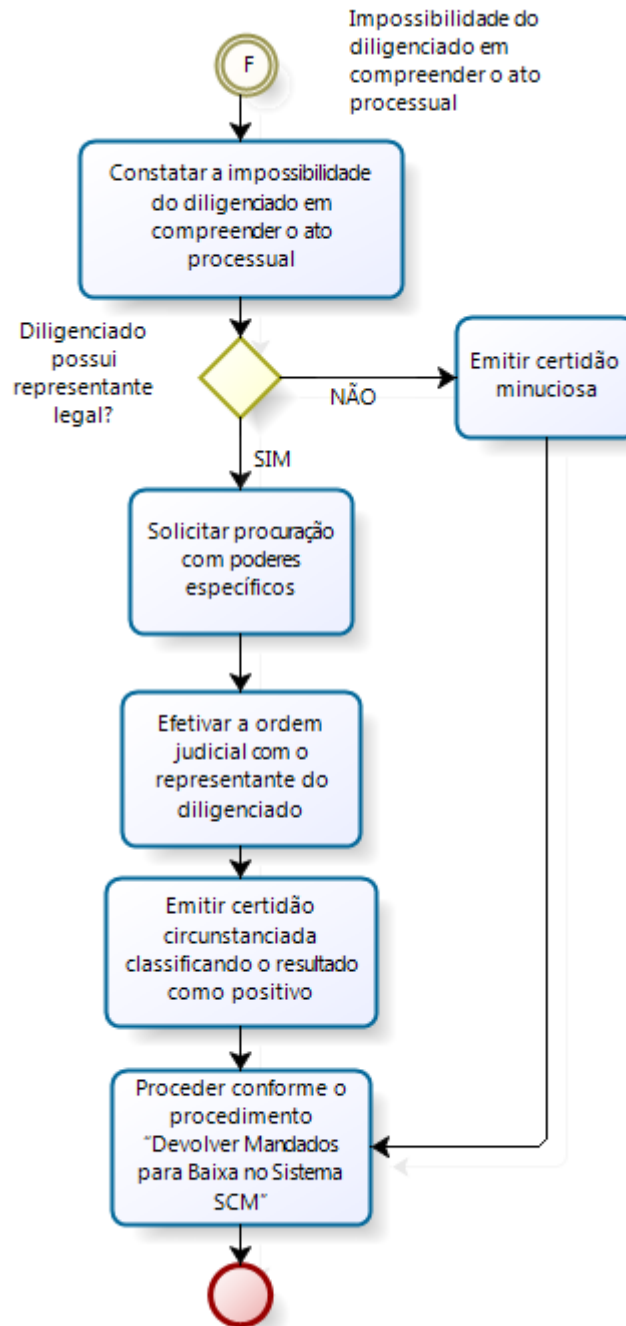 Impossibilidade do
diligenciado em
compreender o ato
processual
F
Constatar a impossibilidade
do diligenciado em
compreender o ato
processual
Diligenciado
possui
representante
legal?
NÃO
Emitir certidão
minuciosa
SIM
Solicitar procuração
com poderes
específicos
Efetivar a ordem
judicial com o
representante do
diligenciado
Emitir certidão
circunstanciada
classificando o resultado
como positivo
Proceder conforme o
procedimento
“Devolver Mandados
para Baixa no Sistema
SCM”